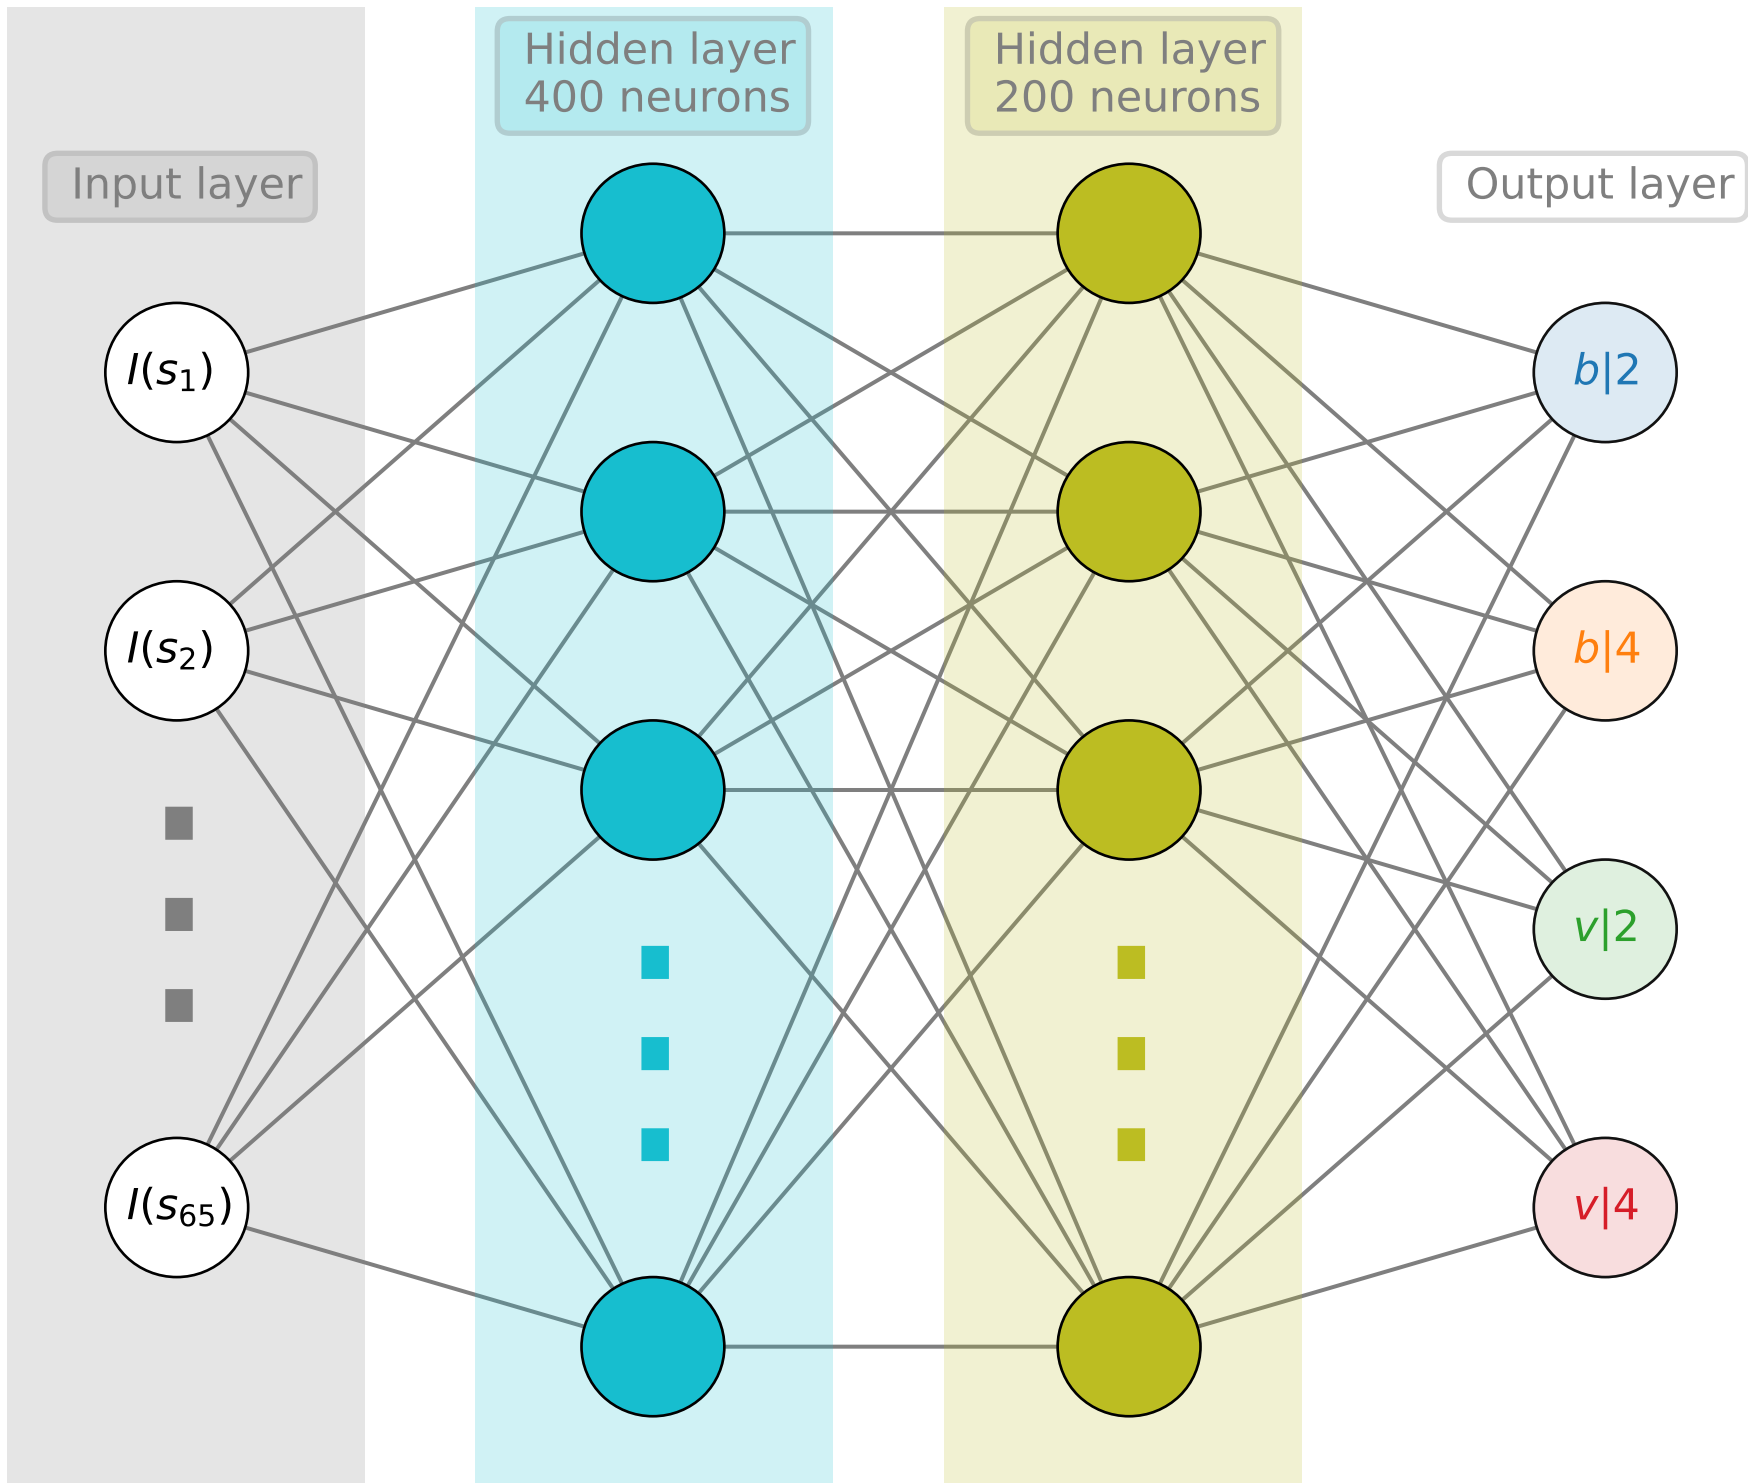 Hidden layer
400 neurons
Hidden layer
200 neurons
Input layer
Output layer
I(s₁)
I(s₂)
I(s₆₅)
b|2
b|4
v|2
v|4